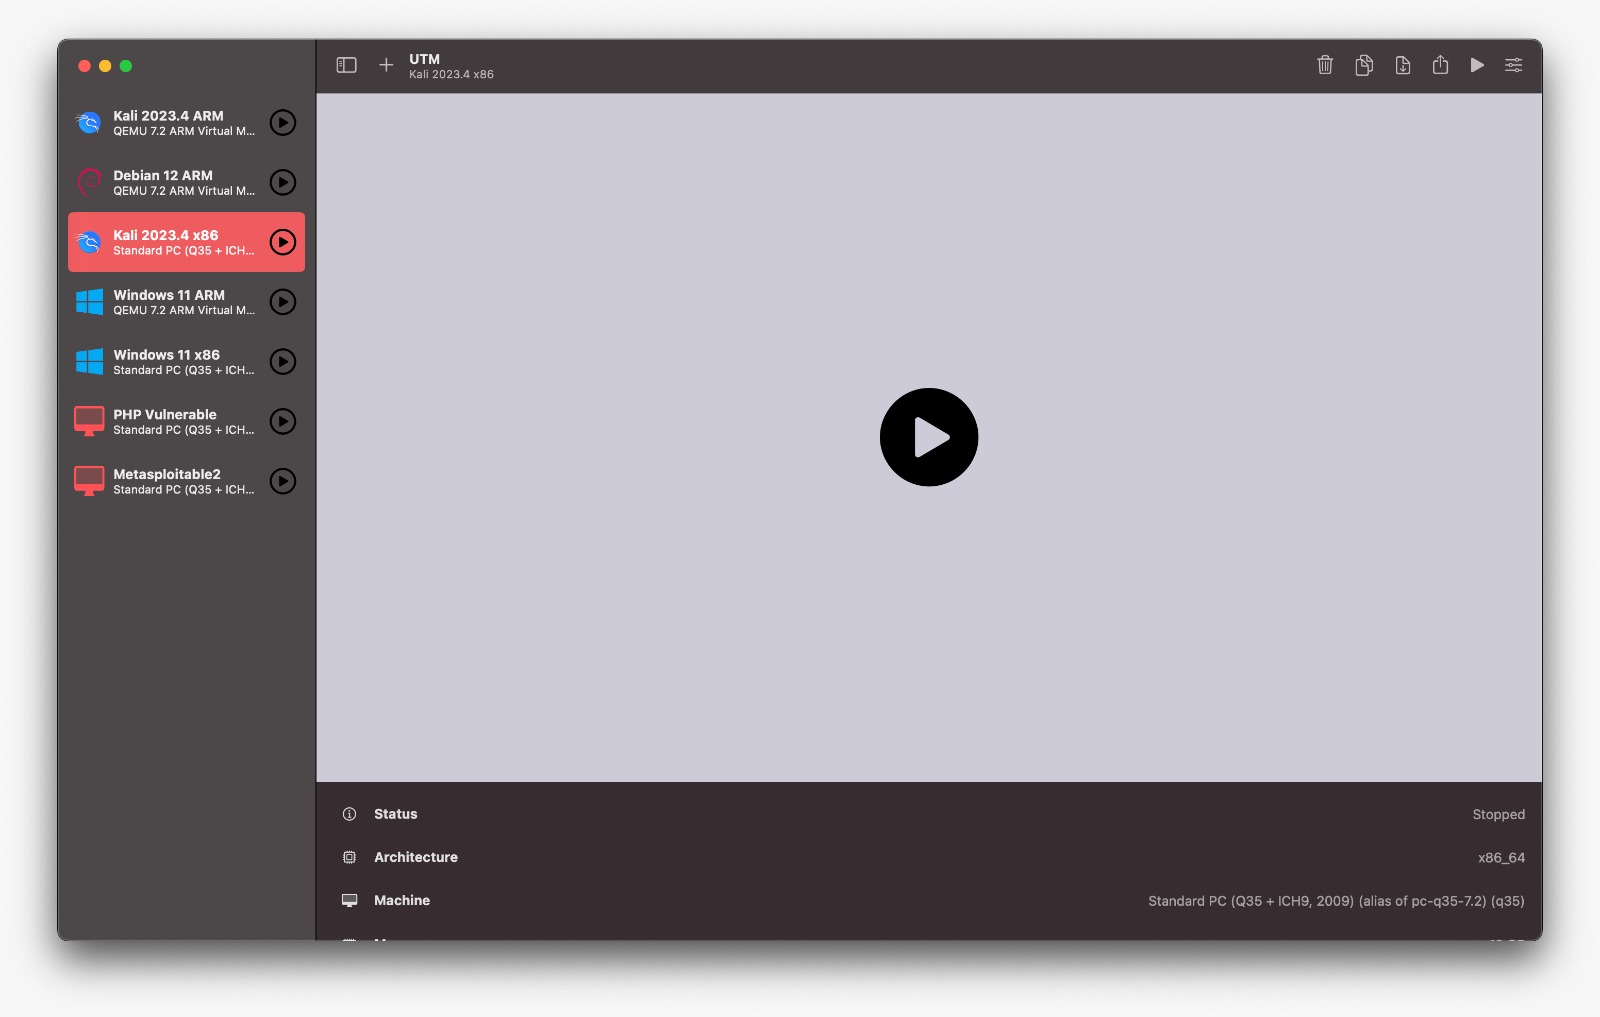 UTM
Kali 2023.4 x86
Kali 2023.4 ARM
QEMU 7.2 ARM Virtual M...
Debian 12 ARM
QEMU 7.2 ARM Virtual M...
Kali 2023.4 x86
Standard PC (Q35 + ICH...
Windows 11 ARM
QEMU 7.2 ARM Virtual M...
Windows 11 x86
Standard PC (Q35 + ICH...
PHP Vulnerable
Standard PC (Q35 + ICH...
Metasploitable2
Standard PC (Q35 + ICH...
Status Stopped
Architecture x86_64
Machine Standard PC (Q35 + ICH9, 2009) (alias of pc-q35-7.2) (q35)